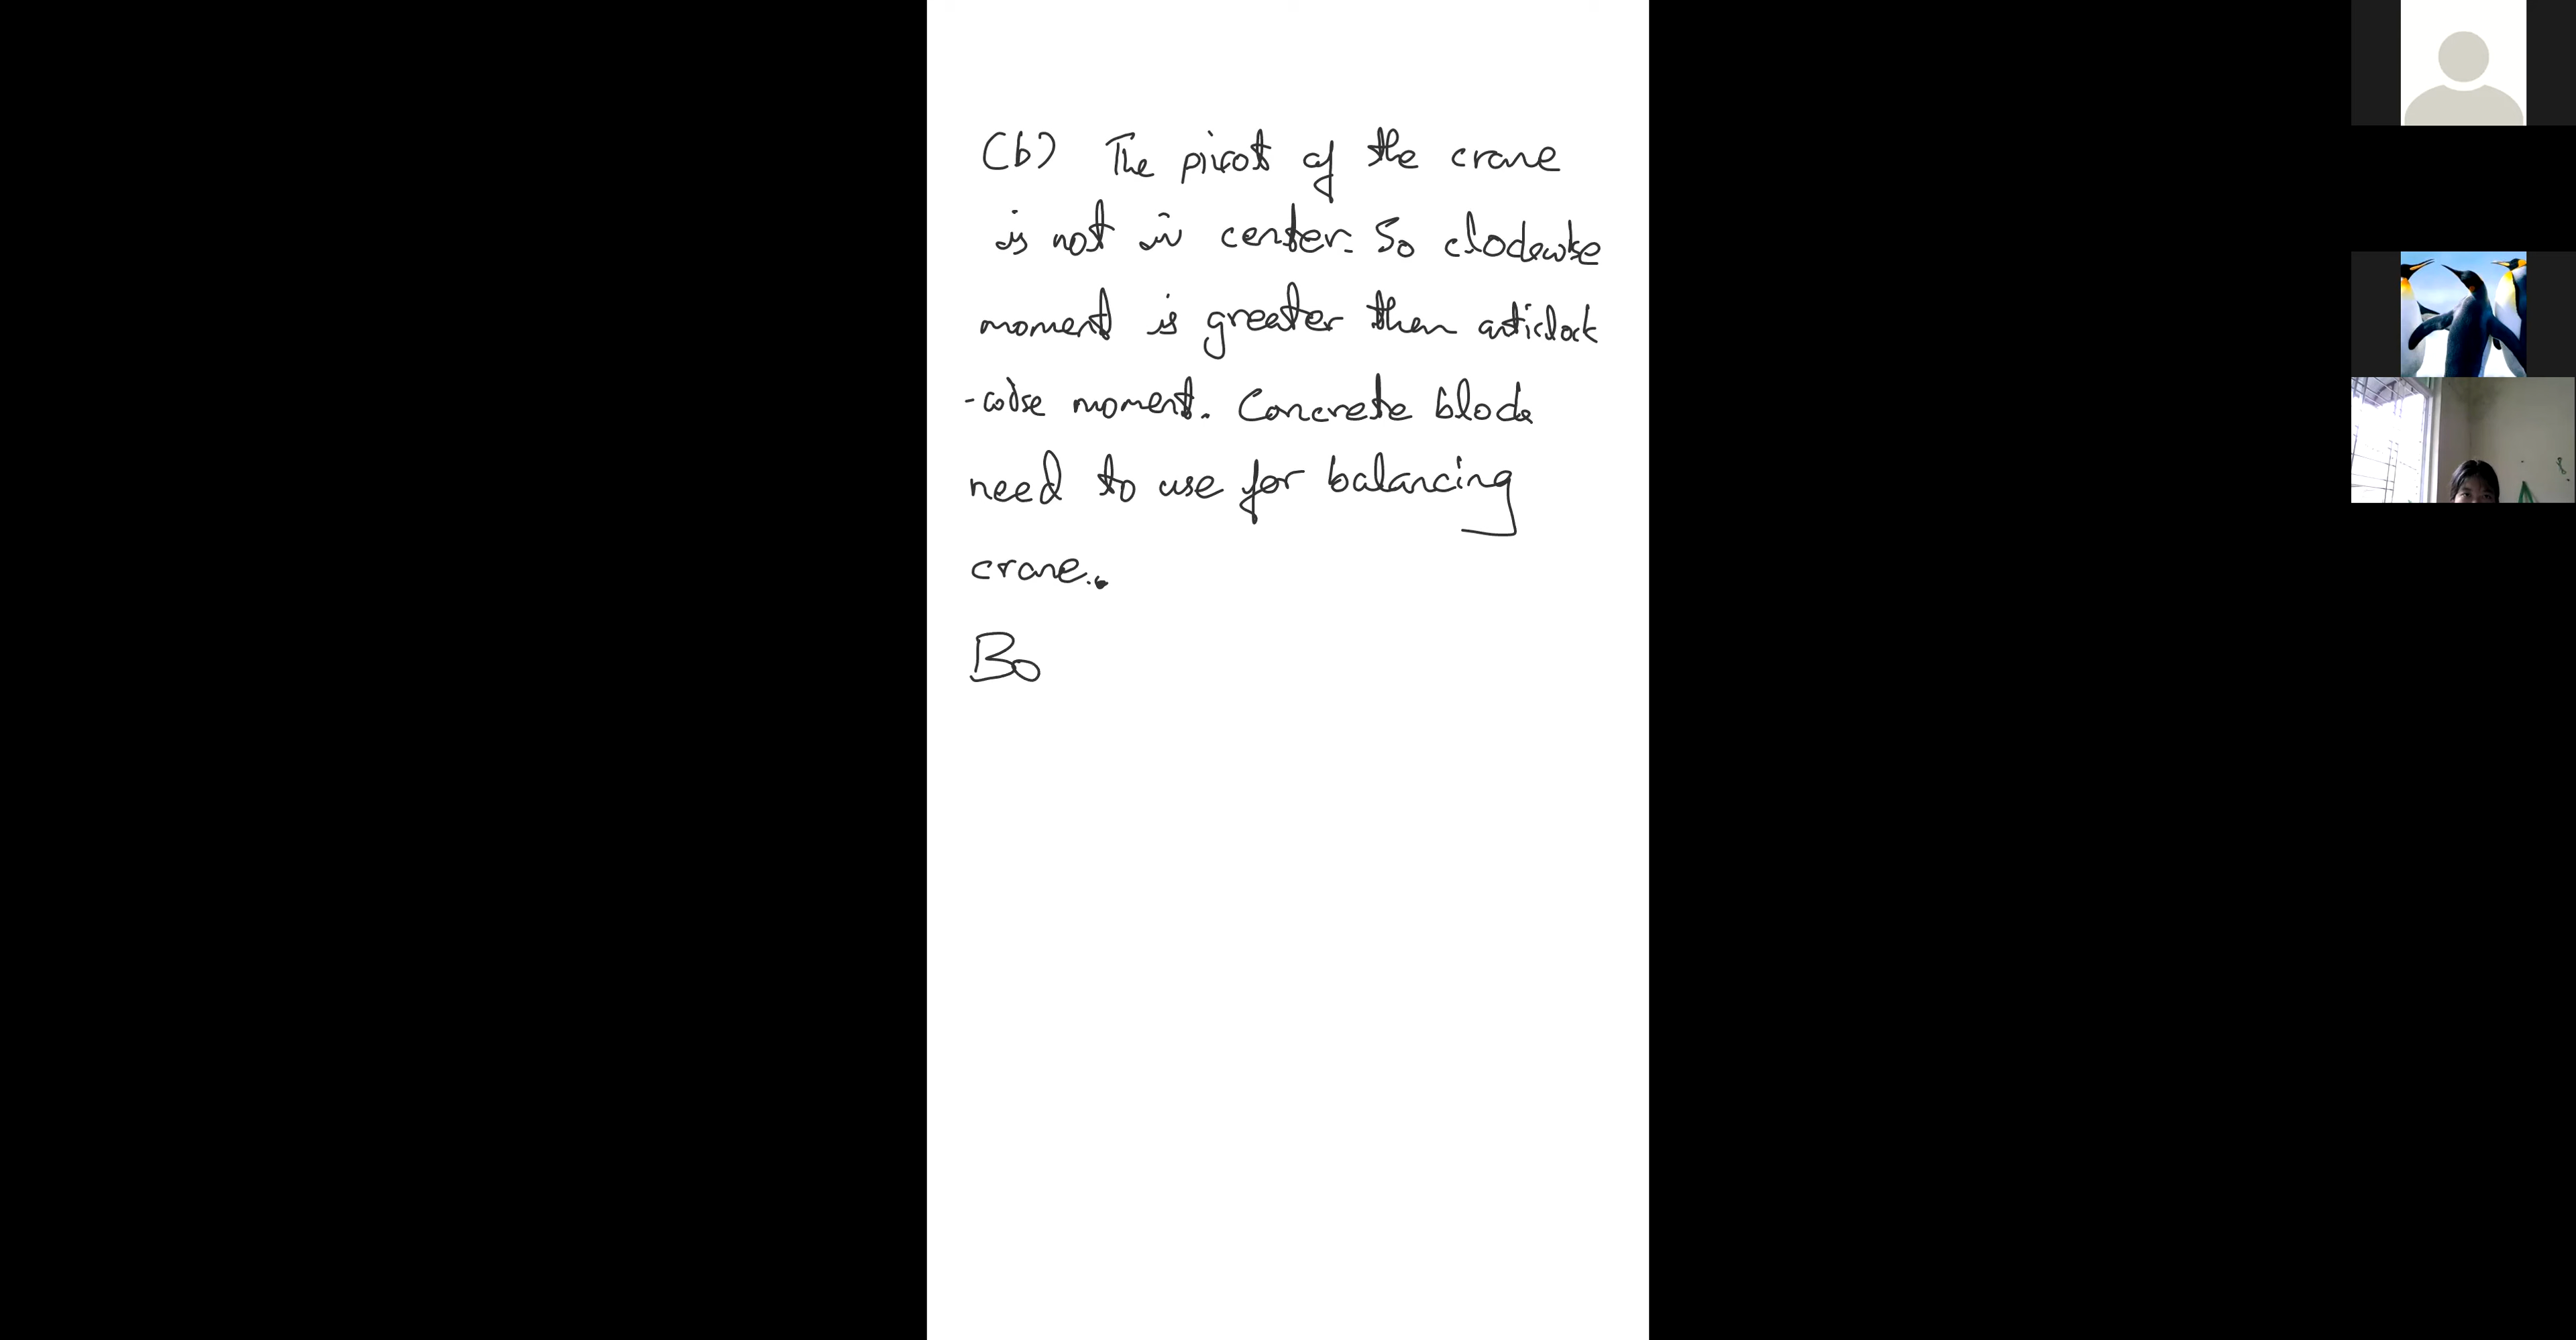 (b) The pivot of the crane
is not in center. So clockwise
moment is greater then anticlock
-wise moment. Concrete block
need to use for balancing
crane.
Bo